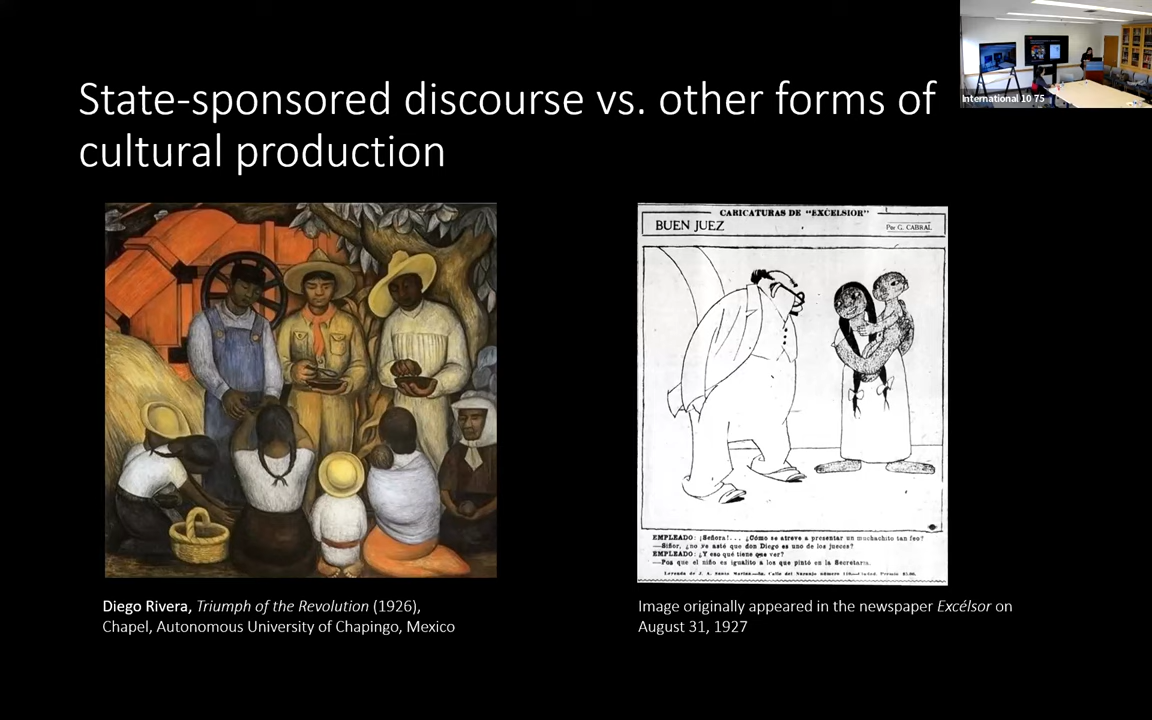 State-sponsored discourse vs. other forms of
cultural production
International 10 75
CARICATURAS DE "EXCELSIOR"
BUEN JUEZ
Por G. CABRAL
EMPLEADO: ¡Señora!... ¿Cómo se atreve a presentar un muchachito tan feo?
—Siñor, ¿no ve asté que don Diego es uno de los jueces?
EMPLEADO: ¿Y eso qué tiene que ver?
—Pos que el niño es igualito a los que pintó en la Secretaría.
Diego Rivera, Triumph of the Revolution (1926),
Chapel, Autonomous University of Chapingo, Mexico
Image originally appeared in the newspaper Excélsor on
August 31, 1927